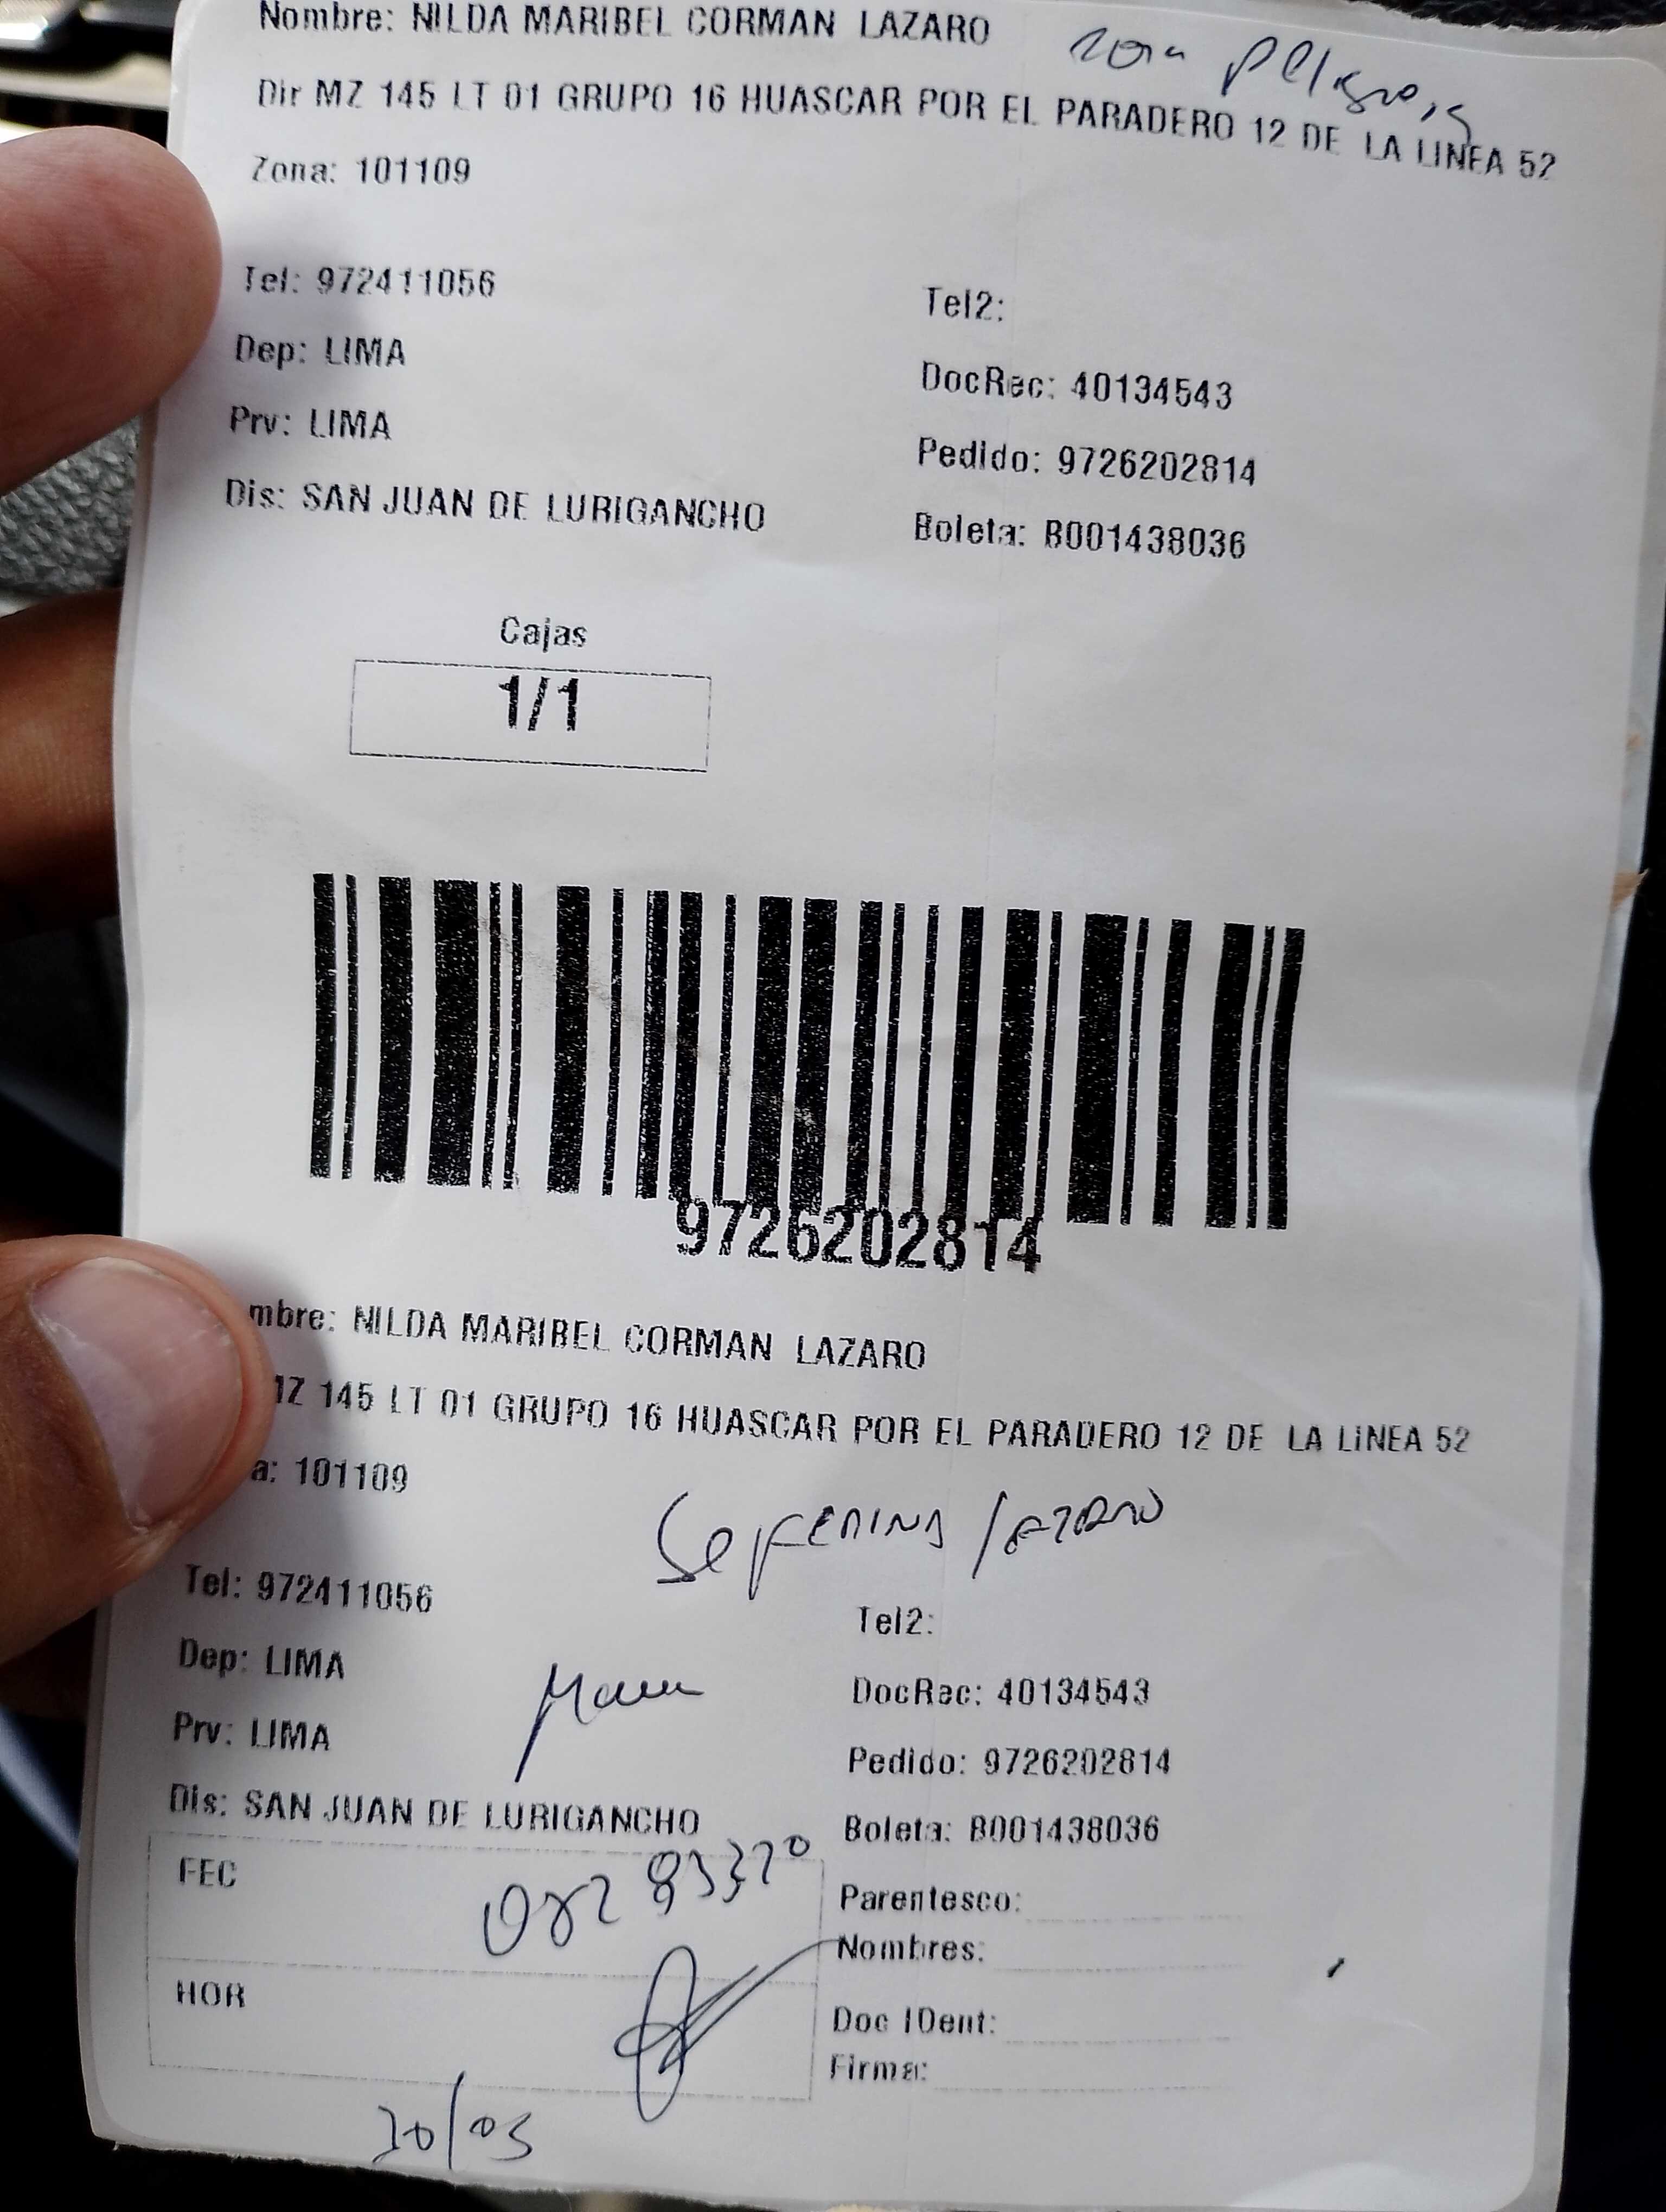 Nombre: NILDA MARIBEL CORMAN LAZARO
zona peligrosa
Dir MZ 145 LT 01 GRUPO 16 HUASCAR POR EL PARADERO 12 DE LA LINEA 52
Zona: 101109
Tel: 972411056
Tel2:
Dep: LIMA
DocRec: 40134543
Prv: LIMA
Pedido: 9726202814
Dis: SAN JUAN DE LURIGANCHO
Boleta: B001438036
Cajas
1/1
9726202814
mbre: NILDA MARIBEL CORMAN LAZARO
MZ 145 LT 01 GRUPO 16 HUASCAR POR EL PARADERO 12 DE LA LINEA 52
a: 101109
Lazaro
Tel: 972411056
Tel2:
Dep: LIMA
DocRec: 40134543
Prv: LIMA
Pedido: 9726202814
Dis: SAN JUAN DE LURIGANCHO
Boleta: B001438036
FEC
Parentesco:
Nombres:
HOR
Doc IDent:
Firma: